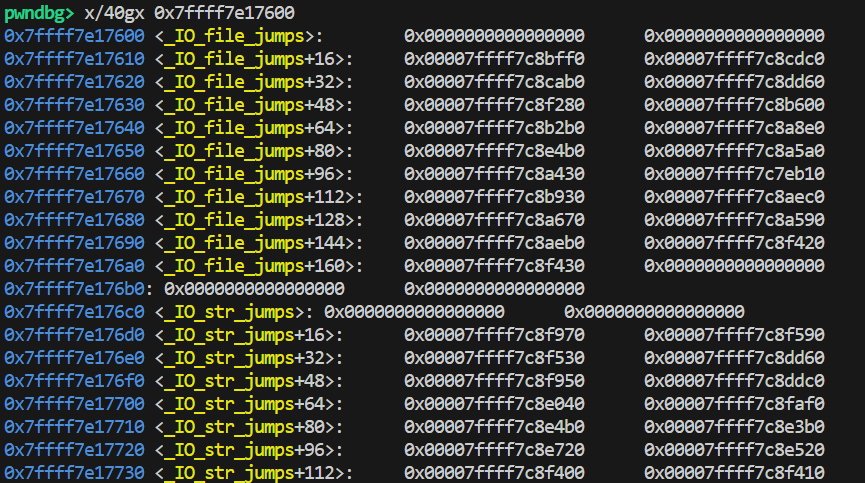 pwndbg> x/40gx 0x7ffff7e17600
0x7ffff7e17600 <_IO_file_jumps>: 0x0000000000000000 0x0000000000000000
0x7ffff7e17610 <_IO_file_jumps+16>: 0x00007ffff7c8bff0 0x00007ffff7c8cdc0
0x7ffff7e17620 <_IO_file_jumps+32>: 0x00007ffff7c8cab0 0x00007ffff7c8dd60
0x7ffff7e17630 <_IO_file_jumps+48>: 0x00007ffff7c8f280 0x00007ffff7c8b600
0x7ffff7e17640 <_IO_file_jumps+64>: 0x00007ffff7c8b2b0 0x00007ffff7c8a8e0
0x7ffff7e17650 <_IO_file_jumps+80>: 0x00007ffff7c8e4b0 0x00007ffff7c8a5a0
0x7ffff7e17660 <_IO_file_jumps+96>: 0x00007ffff7c8a430 0x00007ffff7c7eb10
0x7ffff7e17670 <_IO_file_jumps+112>: 0x00007ffff7c8b930 0x00007ffff7c8aec0
0x7ffff7e17680 <_IO_file_jumps+128>: 0x00007ffff7c8a670 0x00007ffff7c8a590
0x7ffff7e17690 <_IO_file_jumps+144>: 0x00007ffff7c8aeb0 0x00007ffff7c8f420
0x7ffff7e176a0 <_IO_file_jumps+160>: 0x00007ffff7c8f430 0x0000000000000000
0x7ffff7e176b0: 0x0000000000000000 0x0000000000000000
0x7ffff7e176c0 <_IO_str_jumps>: 0x0000000000000000 0x0000000000000000
0x7ffff7e176d0 <_IO_str_jumps+16>: 0x00007ffff7c8f970 0x00007ffff7c8f590
0x7ffff7e176e0 <_IO_str_jumps+32>: 0x00007ffff7c8f530 0x00007ffff7c8dd60
0x7ffff7e176f0 <_IO_str_jumps+48>: 0x00007ffff7c8f950 0x00007ffff7c8ddc0
0x7ffff7e17700 <_IO_str_jumps+64>: 0x00007ffff7c8e040 0x00007ffff7c8faf0
0x7ffff7e17710 <_IO_str_jumps+80>: 0x00007ffff7c8e4b0 0x00007ffff7c8e3b0
0x7ffff7e17720 <_IO_str_jumps+96>: 0x00007ffff7c8e720 0x00007ffff7c8e520
0x7ffff7e17730 <_IO_str_jumps+112>: 0x00007ffff7c8f400 0x00007ffff7c8f410